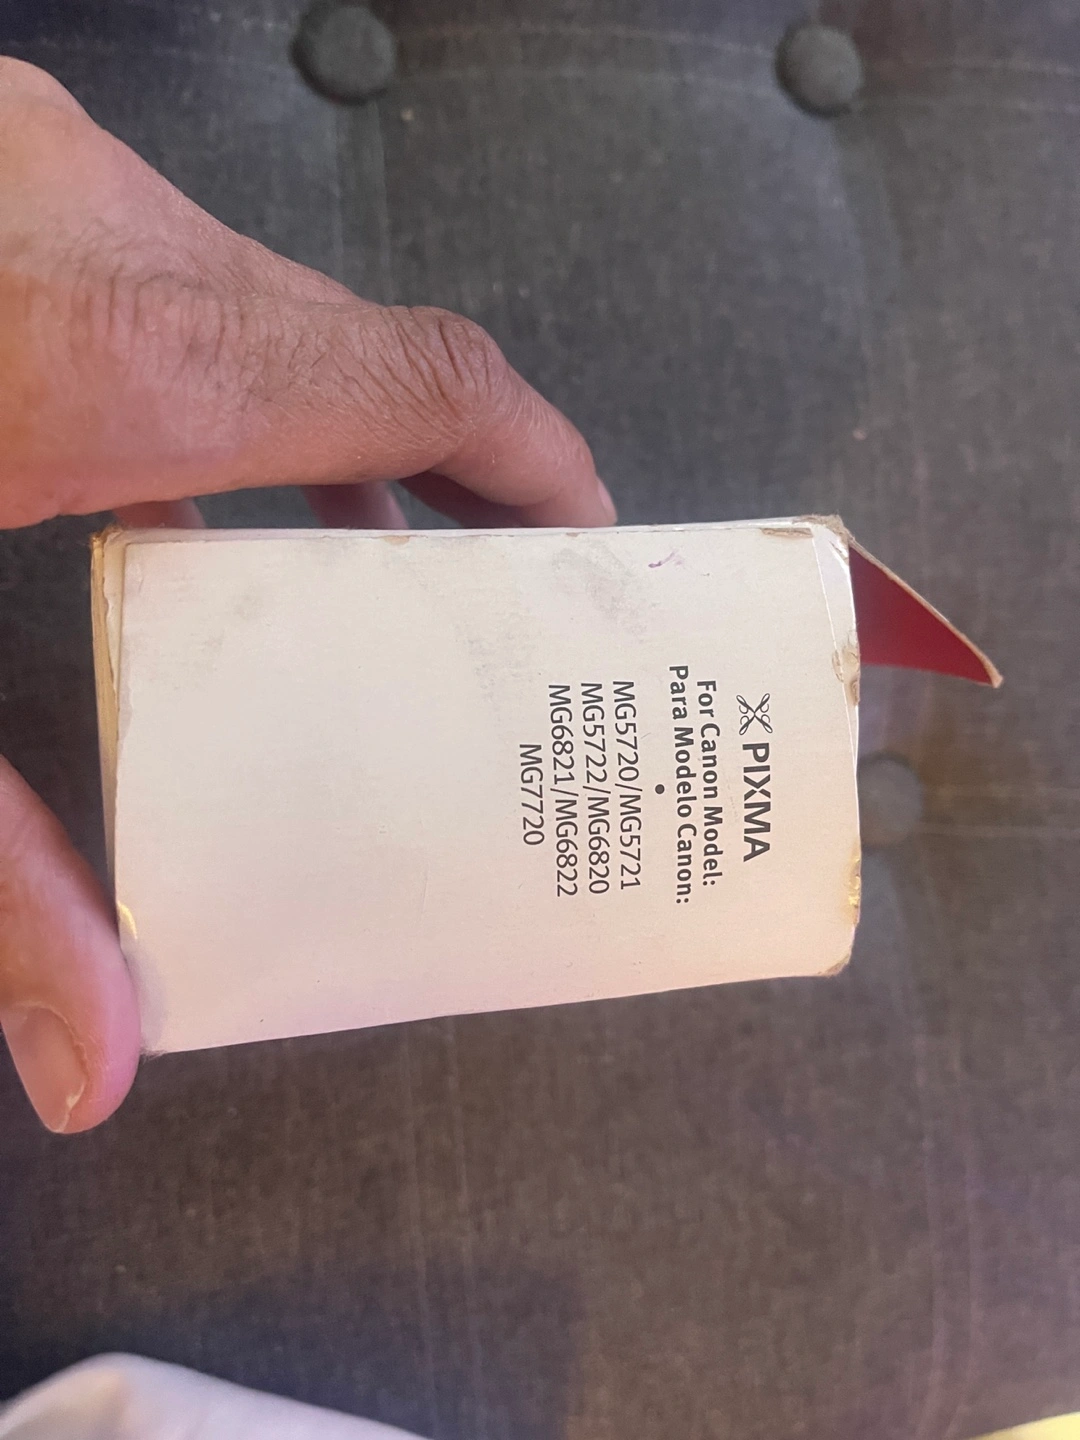 PIXMA
For Canon Model:
Para Modelo Canon:
•
MG5720/MG5721
MG5722/MG6820
MG6821/MG6822
MG7720